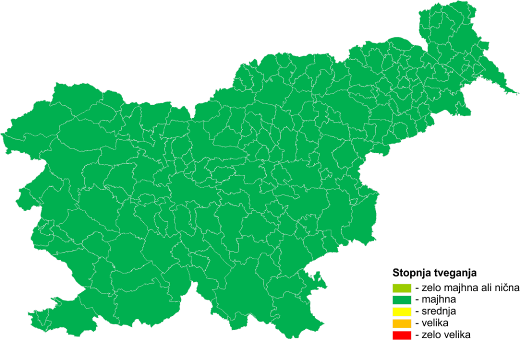 Stopnja tveganja
- zelo majhna ali nična
- majhna
- srednja
- velika
- zelo velika